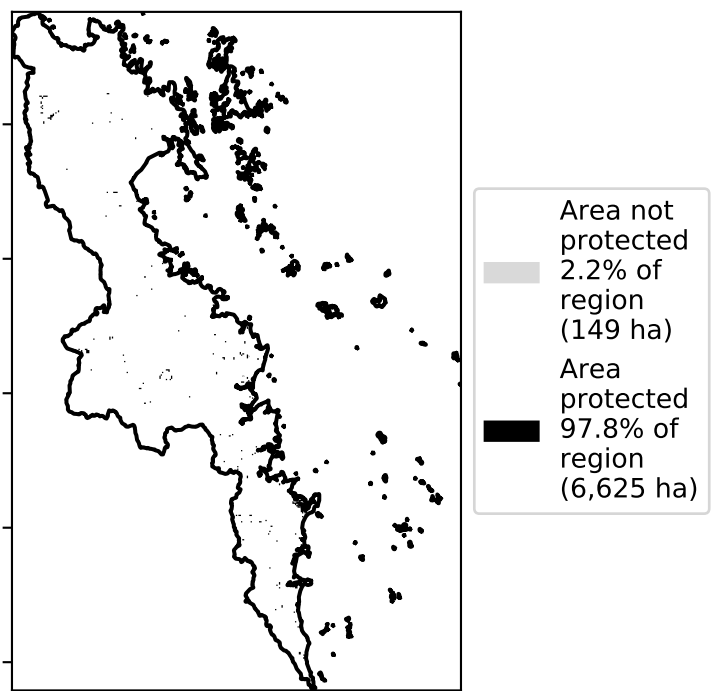 Area not
protected
2.2% of
region
(149 ha)
Area
protected
97.8% of
region
(6,625 ha)